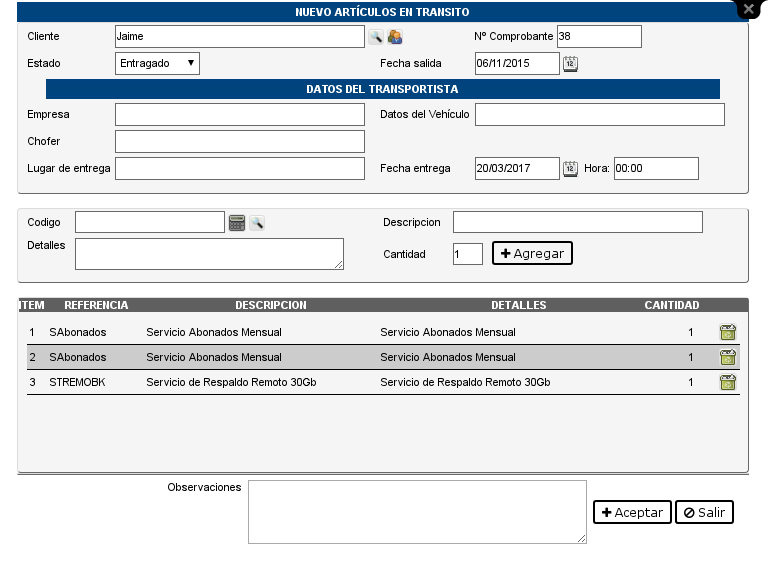 NUEVO ARTÍCULOS EN TRANSITO
Cliente Jaime Nº Comprobante 38
Estado Entragado Fecha salida 06/11/2015
DATOS DEL TRANSPORTISTA
Empresa Datos del Vehículo
Chofer
Lugar de entrega Fecha entrega 20/03/2017 Hora: 00:00
Codigo Descripcion
Detalles Cantidad 1 Agregar
ITEM REFERENCIA DESCRIPCION DETALLES CANTIDAD
1 SAbonados Servicio Abonados Mensual Servicio Abonados Mensual 1
2 SAbonados Servicio Abonados Mensual Servicio Abonados Mensual 1
3 STREMOBK Servicio de Respaldo Remoto 30Gb Servicio de Respaldo Remoto 30Gb 1
Observaciones
Aceptar Salir